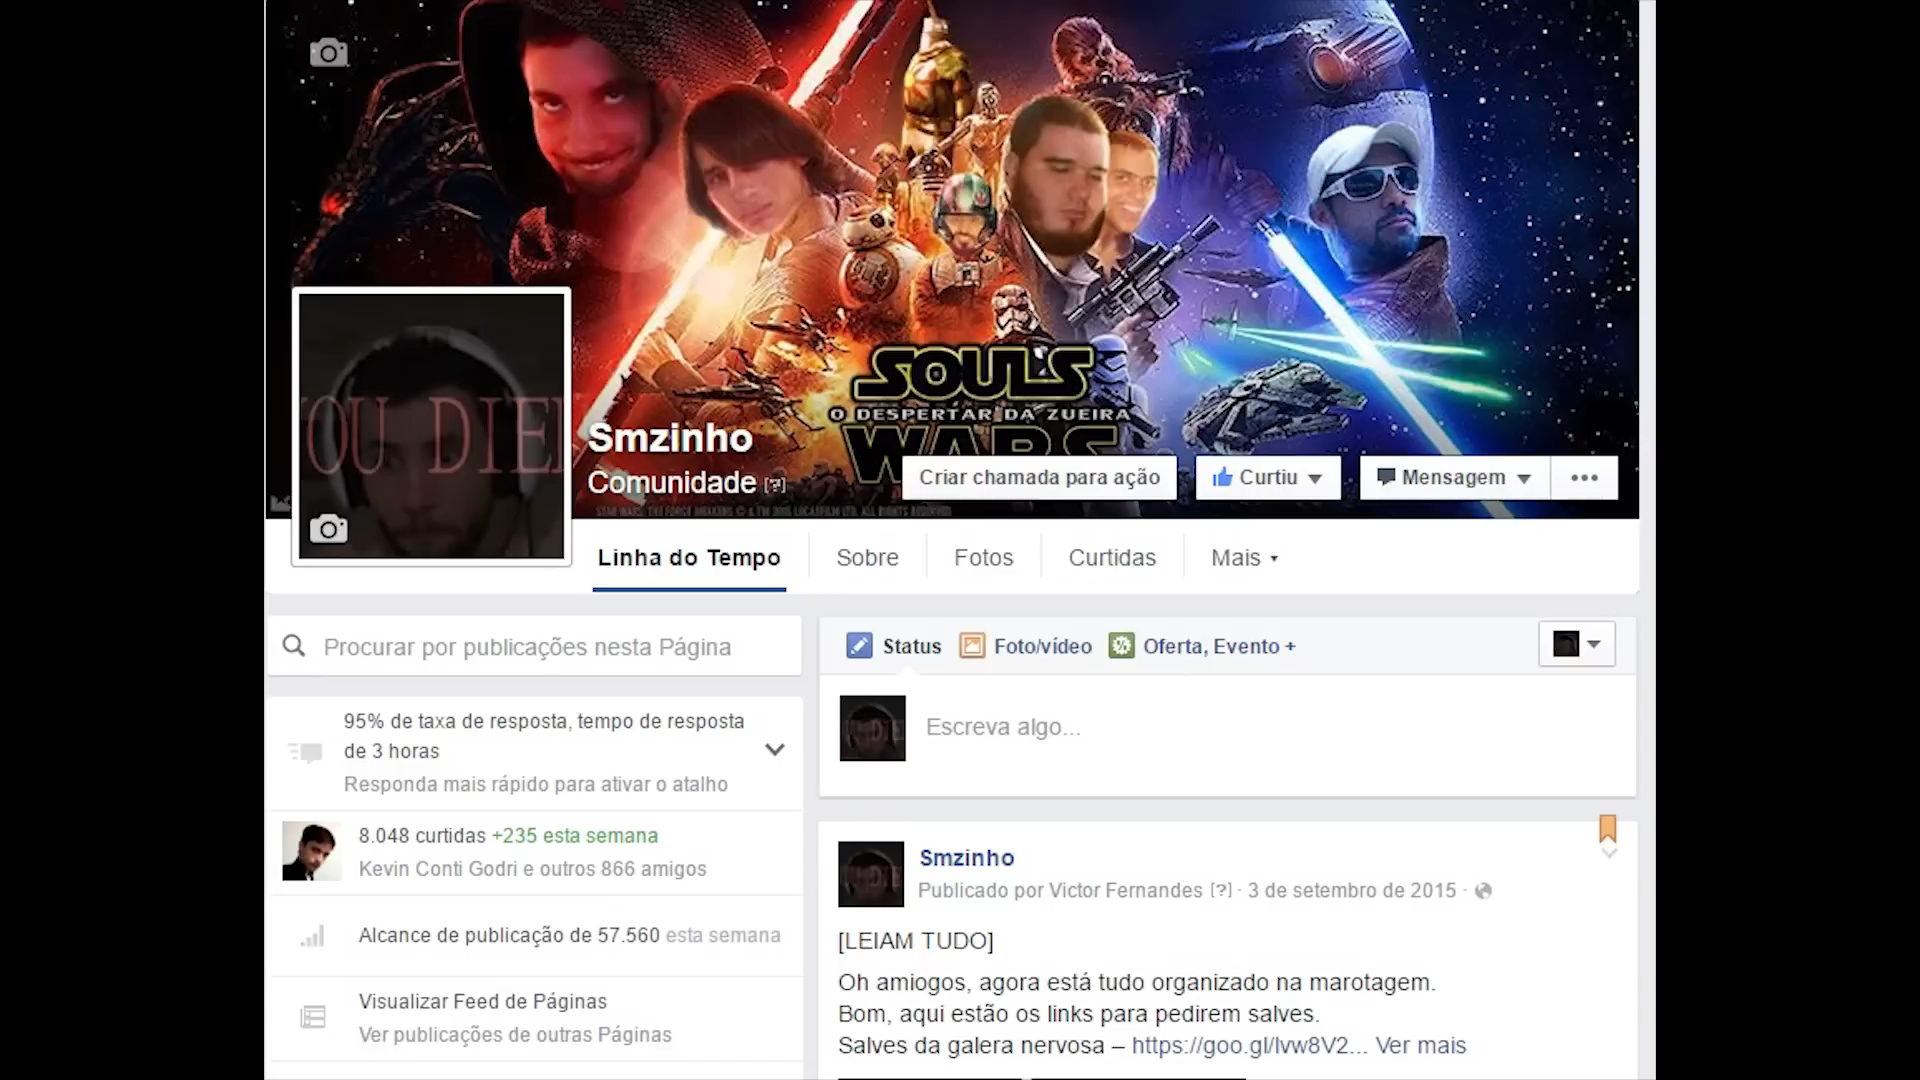 SOULS
O DESPERTAR DA ZUEIRA
WARS
OU DIE
Smzinho
Comunidade [?]
Criar chamada para ação
Curtiu
Mensagem
Linha do Tempo
Sobre
Fotos
Curtidas
Mais
Procurar por publicações nesta Página
95% de taxa de resposta, tempo de resposta
de 3 horas
Responda mais rápido para ativar o atalho
8.048 curtidas +235 esta semana
Kevin Conti Godri e outros 866 amigos
Alcance de publicação de 57.560 esta semana
Visualizar Feed de Páginas
Ver publicações de outras Páginas
Status
Foto/vídeo
Oferta, Evento +
Escreva algo...
Smzinho
Publicado por Victor Fernandes [?] · 3 de setembro de 2015 ·
[LEIAM TUDO]
Oh amiogos, agora está tudo organizado na marotagem.
Bom, aqui estão os links para pedirem salves.
Salves da galera nervosa – https://goo.gl/lvw8V2... Ver mais